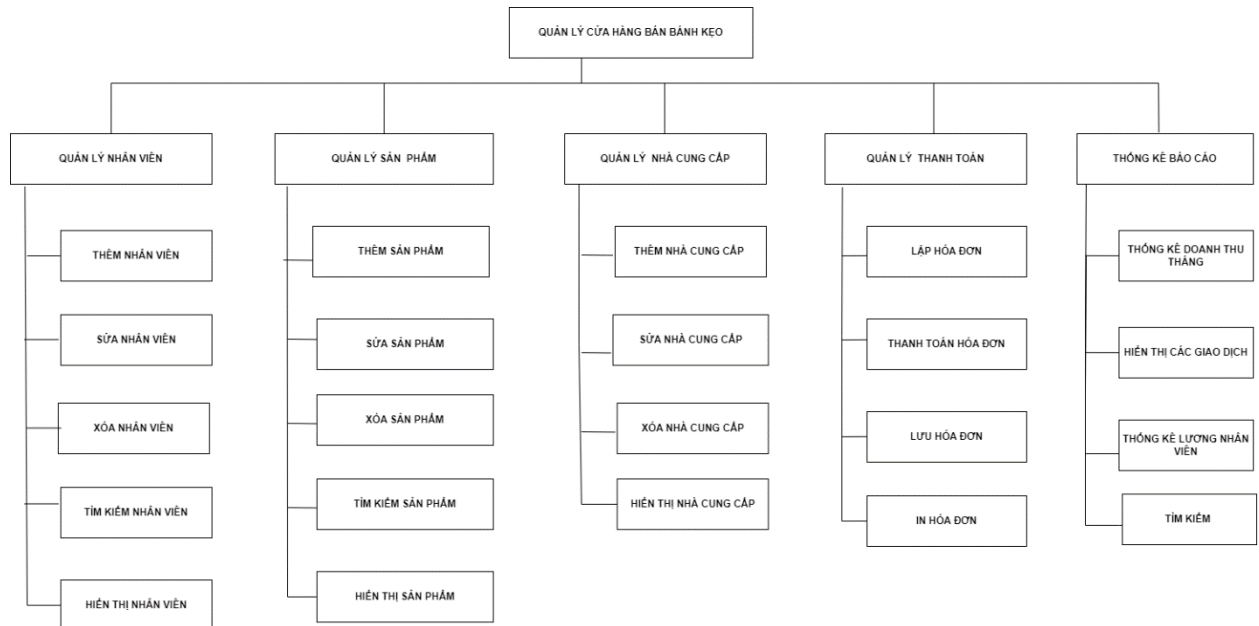 QUẢN LÝ CỬA HÀNG BÁN BÁNH KẸO
QUẢN LÝ NHÂN VIÊN
THÊM NHÂN VIÊN
SỬA NHÂN VIÊN
XÓA NHÂN VIÊN
TÌM KIẾM NHÂN VIÊN
HIỂN THỊ NHÂN VIÊN
QUẢN LÝ SẢN PHẨM
THÊM SẢN PHẨM
SỬA SẢN PHẨM
XÓA SẢN PHẨM
TÌM KIẾM SẢN PHẨM
HIỂN THỊ SẢN PHẨM
QUẢN LÝ NHÀ CUNG CẤP
THÊM NHÀ CUNG CẤP
SỬA NHÀ CUNG CẤP
XÓA NHÀ CUNG CẤP
HIỂN THỊ NHÀ CUNG CẤP
QUẢN LÝ THANH TOÁN
LẬP HÓA ĐƠN
THANH TOÁN HÓA ĐƠN
LƯU HÓA ĐƠN
IN HÓA ĐƠN
THỐNG KÊ BÁO CÁO
THỐNG KÊ DOANH THU
THÁNG
HIỂN THỊ CÁC GIAO DỊCH
THỐNG KÊ LƯƠNG NHÂN
VIÊN
TÌM KIẾM